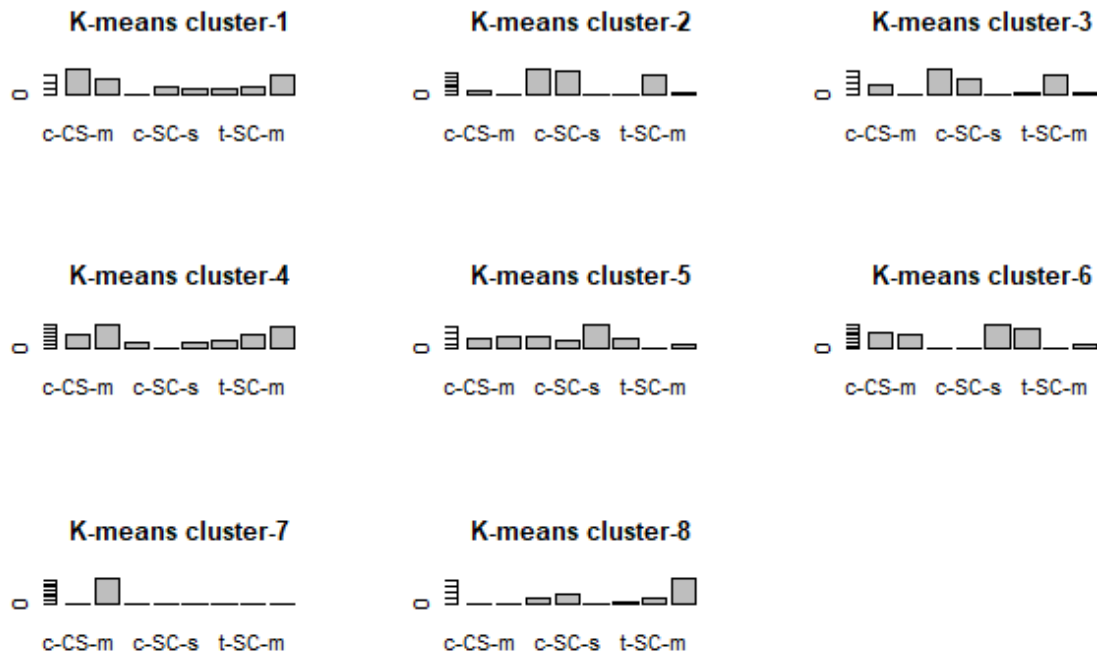 K-means cluster-1 K-means cluster-2 K-means cluster-3
0 0 0
c-CS-m c-SC-s t-SC-m c-CS-m c-SC-s t-SC-m c-CS-m c-SC-s t-SC-m
K-means cluster-4 K-means cluster-5 K-means cluster-6
0 0 0
c-CS-m c-SC-s t-SC-m c-CS-m c-SC-s t-SC-m c-CS-m c-SC-s t-SC-m
K-means cluster-7 K-means cluster-8
0 0
c-CS-m c-SC-s t-SC-m c-CS-m c-SC-s t-SC-m